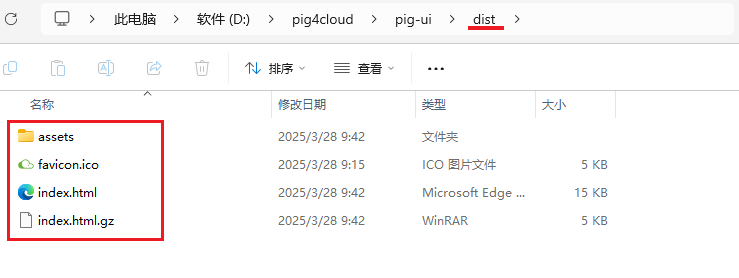 此电脑 > 软件 (D:) > pig4cloud > pig-ui > dist >
排序 查看 ...
名称 修改日期 类型 大小
assets 2025/3/28 9:42 文件夹
favicon.ico 2025/3/28 9:15 ICO 图片文件 5 KB
index.html 2025/3/28 9:42 Microsoft Edge ... 15 KB
index.html.gz 2025/3/28 9:42 WinRAR 5 KB